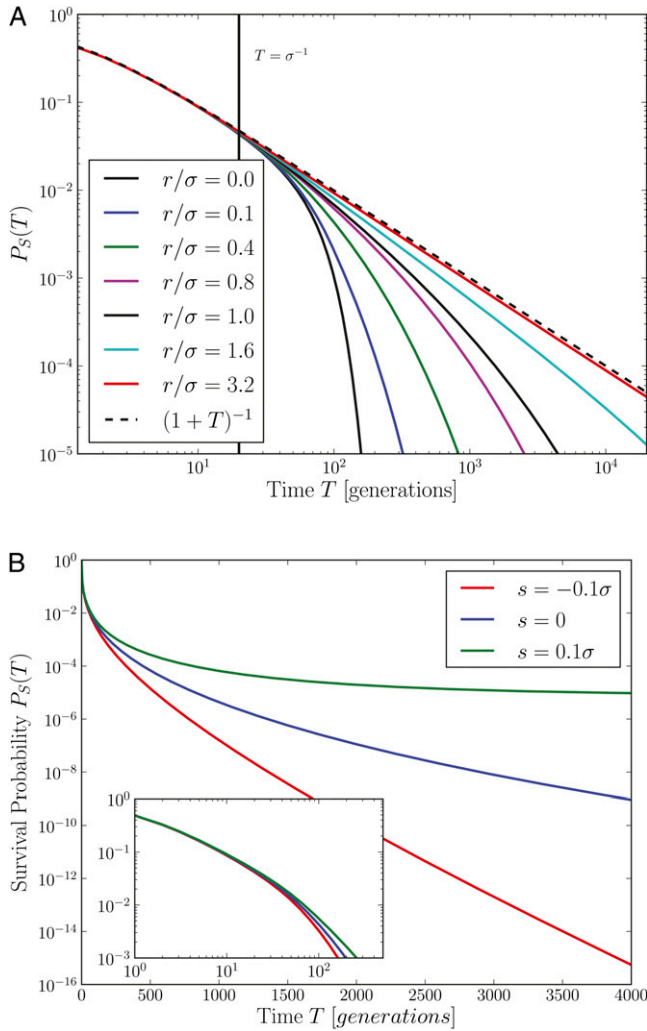 A
10⁰
10⁻¹
10⁻²
10⁻³
10⁻⁴
10⁻⁵
P_S(T)
T = σ⁻¹
r/σ = 0.0
r/σ = 0.1
r/σ = 0.4
r/σ = 0.8
r/σ = 1.0
r/σ = 1.6
r/σ = 3.2
(1 + T)⁻¹
10¹ 10² 10³ 10⁴
Time T [generations]
B
10⁰
10⁻²
10⁻⁴
10⁻⁶
10⁻⁸
10⁻¹⁰
10⁻¹²
10⁻¹⁴
10⁻¹⁶
Survival Probability P_S(T)
s = −0.1σ
s = 0
s = 0.1σ
10⁰
10⁻¹
10⁻²
10⁻³
10⁰ 10¹ 10²
0 500 1000 1500 2000 2500 3000 3500 4000
Time T [generations]